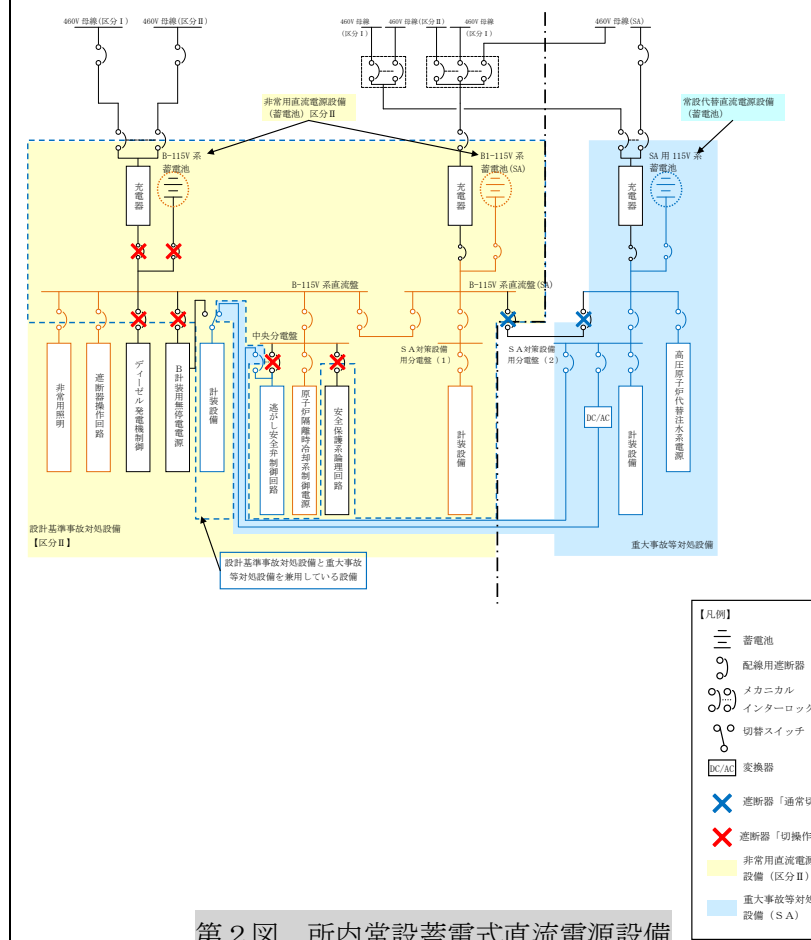 460V 母線(区分Ⅰ)
460V 母線(区分Ⅱ)
460V 母線
(区分Ⅰ)
460V 母線(区分Ⅱ)
460V 母線
(区分Ⅰ)
460V 母線(SA)
非常用直流電源設備
(蓄電池)区分Ⅱ
常設代替直流電源設備
(蓄電池)
B-115V 系
蓄電池
B1-115V 系
蓄電池(SA)
SA 用 115V 系
蓄電池
充電器
充電器
充電器
B-115V 系直流盤
B-115V 系直流盤(SA)
中央分電盤
SA対策設備
用分電盤(1)
SA対策設備
用分電盤(2)
非常用照明
遮断器操作回路
ディーゼル発電機制御
B計装用無停電電源
計装設備
逃がし安全弁制御回路
原子炉隔離時冷却系制御電源
安全保護系論理回路
計装設備
DC/AC
計装設備
高圧原子炉代替注水系電源
設計基準事故対処設備
【区分Ⅱ】
設計基準事故対処設備と重大事故
等対処設備を兼用している設備
重大事故等対処設備
【凡例】
蓄電池
配線用遮断器
メカニカル
インターロック
切替スイッチ
DC/AC 変換器
遮断器「通常切
遮断器「切操作
非常用直流電源
設備(区分Ⅱ)
重大事故等対処
設備(SA)
第2図 所内常設蓄電式直流電源設備